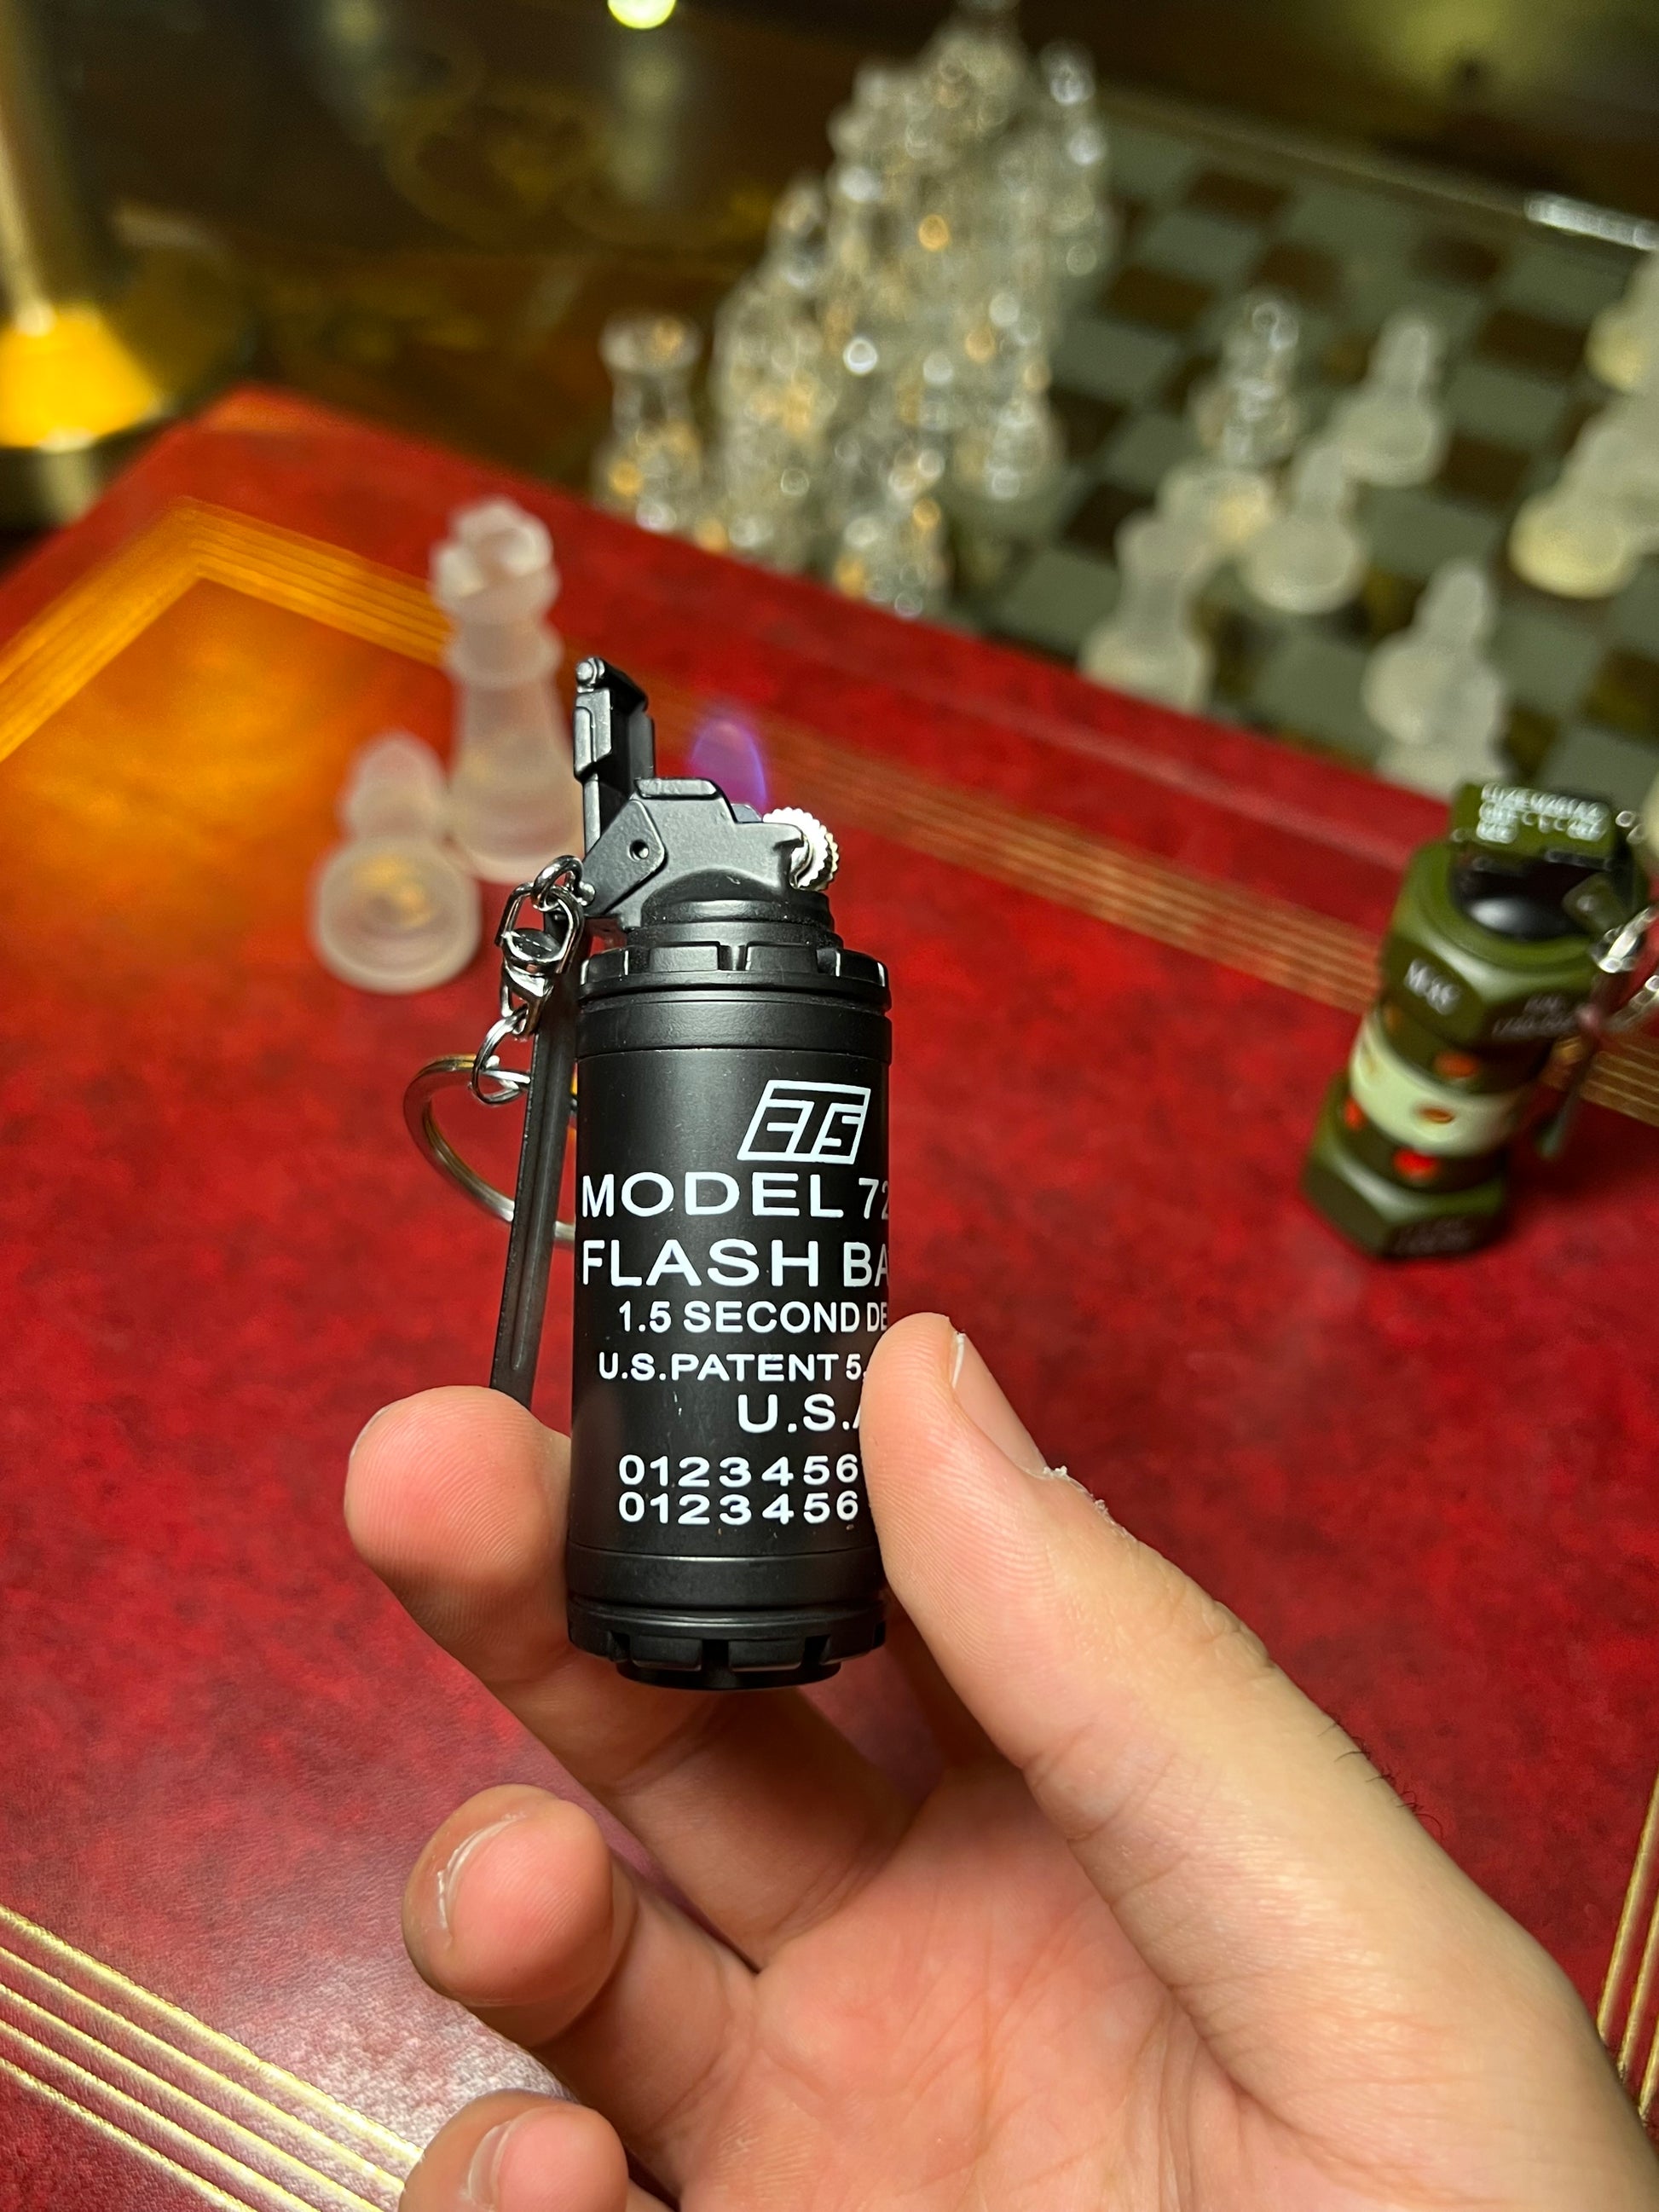 ETS
MODEL 72
FLASH BA
1.5 SECOND DE
U.S.PATENT 5,
U.S.A
0123456
0123456